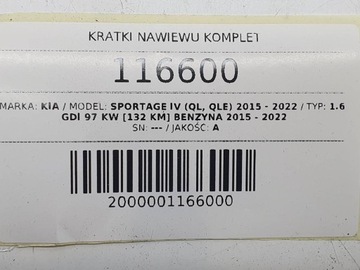 KRATKI NAWIEWU KOMPLET
116600
MARKA: KIA / MODEL: SPORTAGE IV (QL, QLE) 2015 - 2022 / TYP: 1.6
GDI 97 KW [132 KM] BENZYNA 2015 - 2022
SN: --- / JAKOŚĆ: A
2000001166000